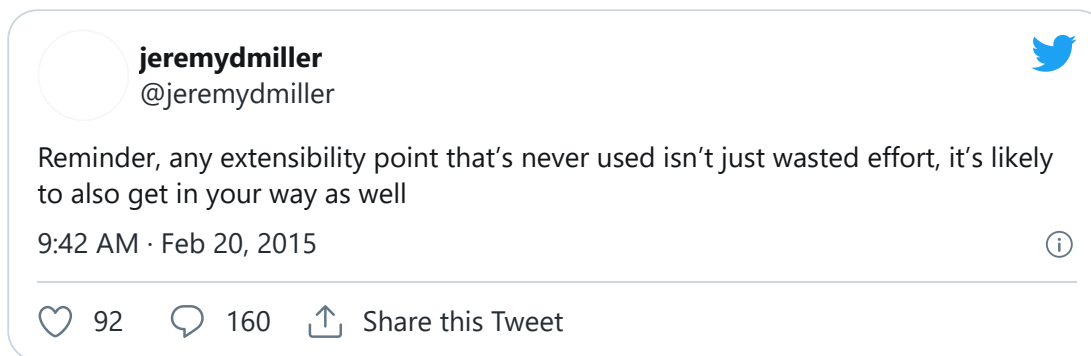 jeremydmiller
@jeremydmiller
Reminder, any extensibility point that’s never used isn’t just wasted effort, it’s likely
to also get in your way as well
9:42 AM · Feb 20, 2015
92 160 Share this Tweet